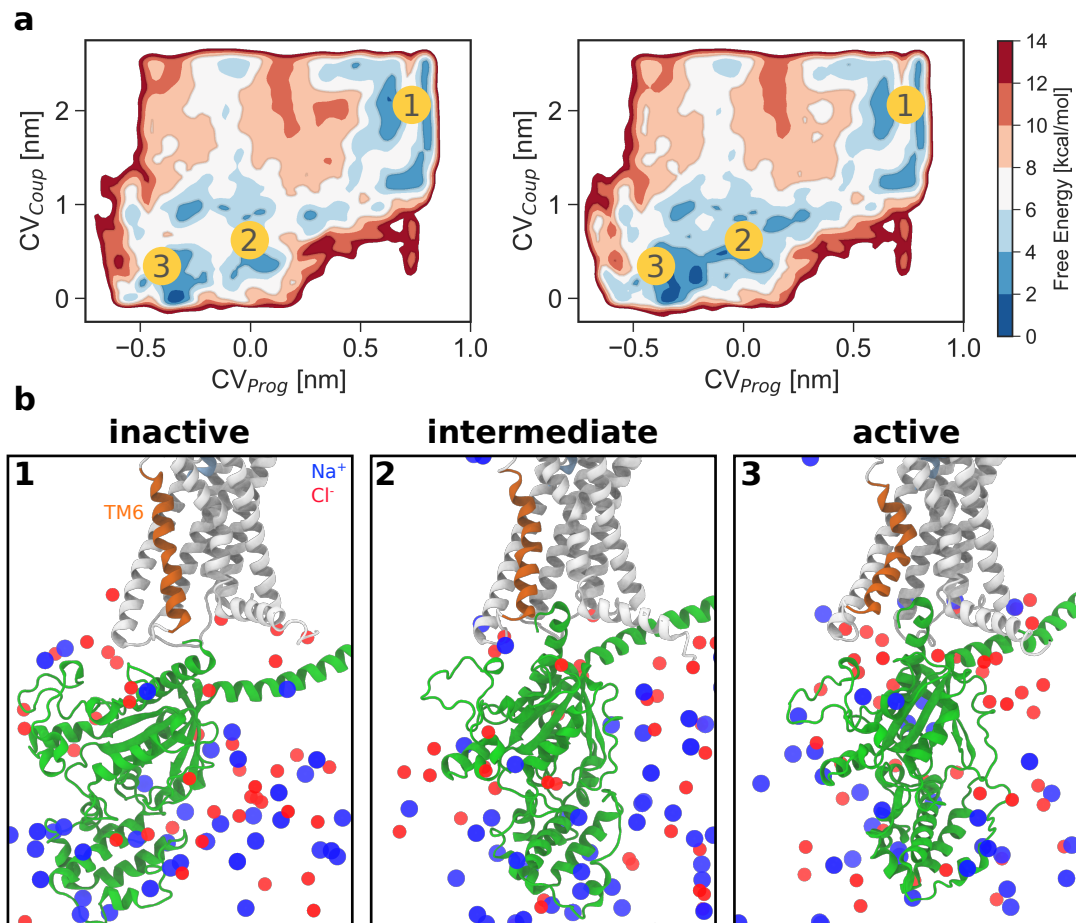 a
2
1
0
CV_Coup [nm]
−0.5
0.0
0.5
1.0
CV_Prog [nm]
1
2
3
2
1
0
CV_Coup [nm]
−0.5
0.0
0.5
1.0
CV_Prog [nm]
1
2
3
14
12
10
8
6
4
2
0
Free Energy [kcal/mol]
b
inactive
intermediate
active
1
Na⁺
Cl⁻
TM6
2
3